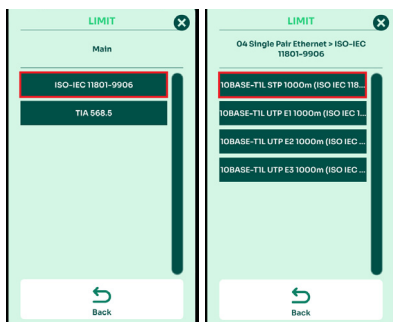 LIMIT
Main
ISO-IEC 11801-9906
TIA 568.5
Back
LIMIT
04 Single Pair Ethernet > ISO-IEC
11801-9906
10BASE-T1L STP 1000m (ISO IEC 118...
10BASE-T1L UTP E1 1000m (ISO IEC 1...
10BASE-T1L UTP E2 1000m (ISO IEC ...
10BASE-T1L UTP E3 1000m (ISO IEC ...
Back